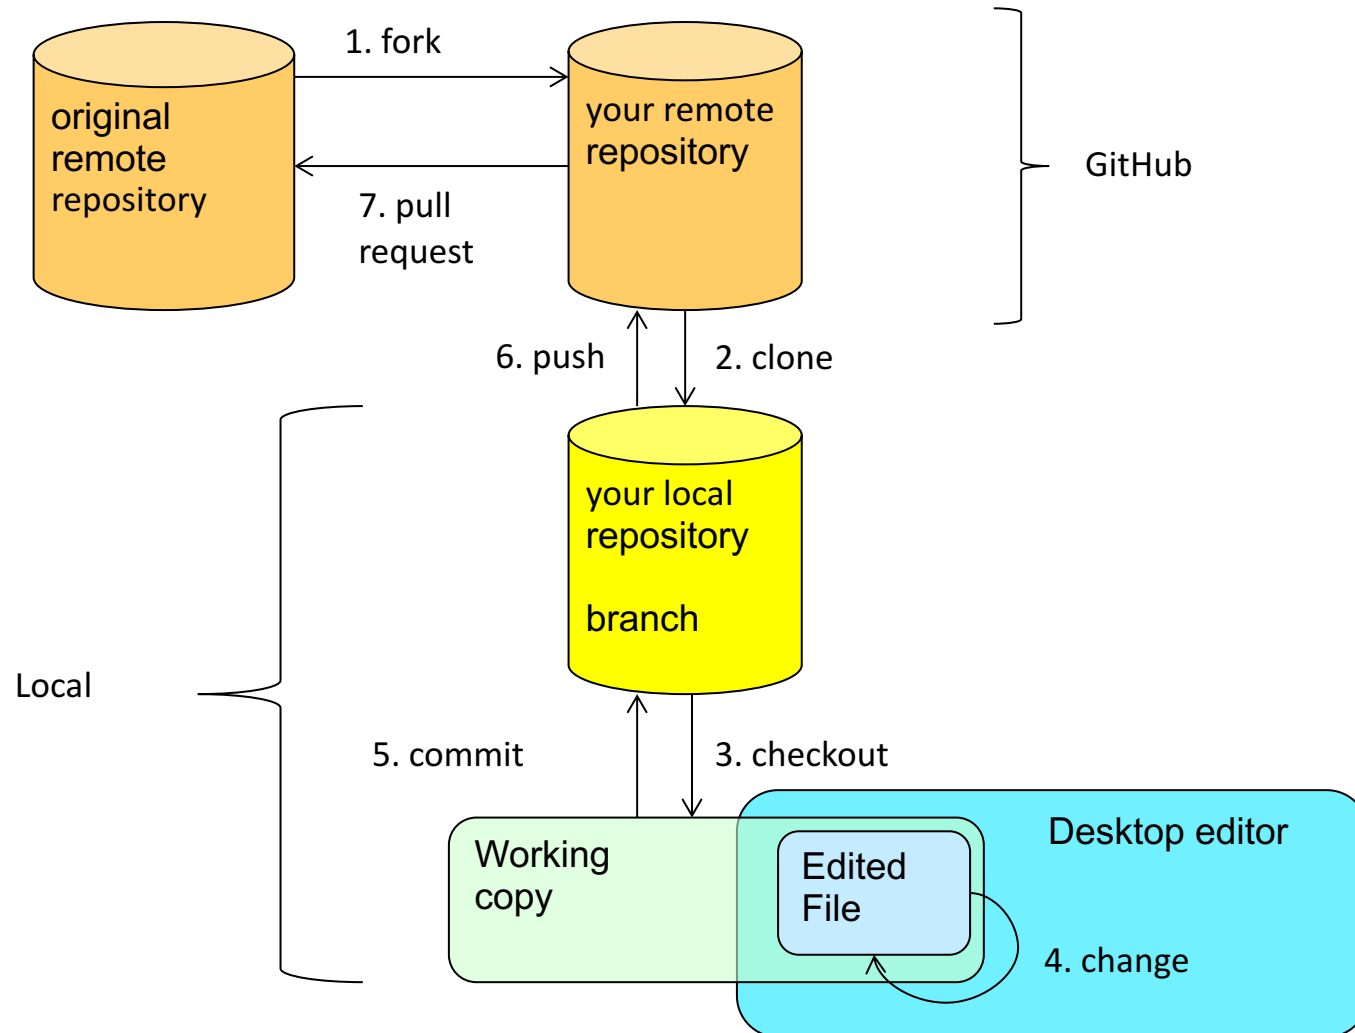 1. fork
original
remote
repository
your remote
repository
GitHub
7. pull
request
6. push
2. clone
your local
repository
branch
Local
5. commit
3. checkout
Working
copy
Edited
File
Desktop editor
4. change